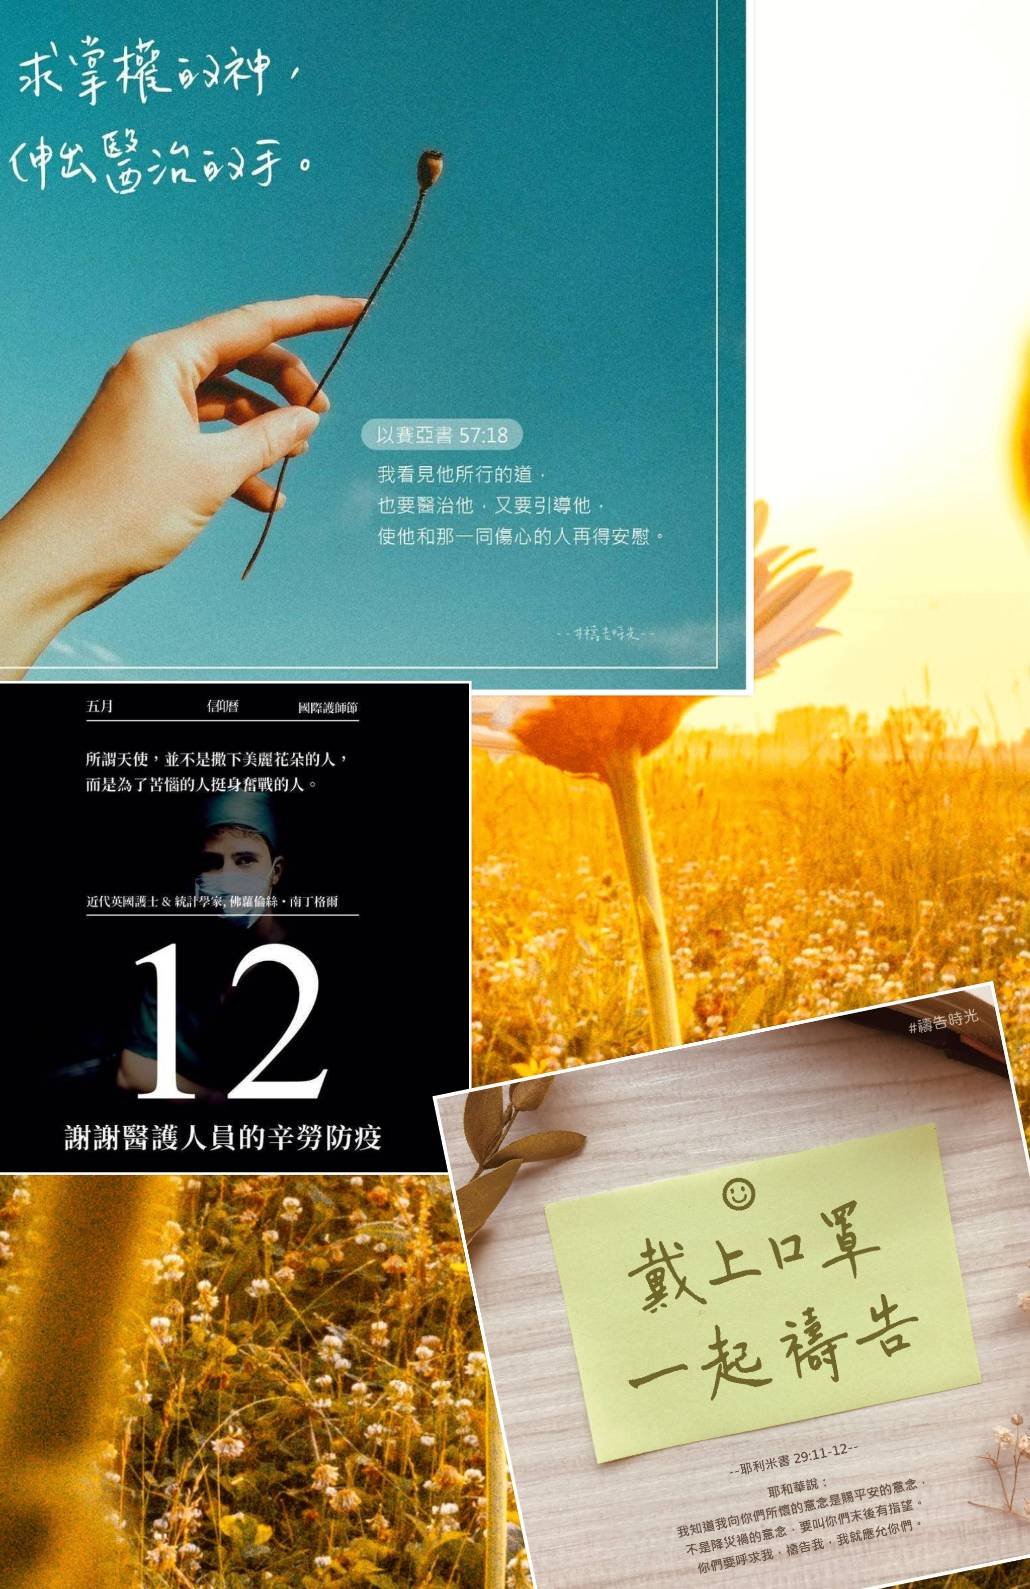 求掌權的神，
伸出醫治的手。
以賽亞書 57:18
我看見他所行的道，
也要醫治他，又要引導他，
使他和那一同傷心的人再得安慰。
--#禱告時光--
五月 信仰曆 國際護師節
所謂天使，並不是撒下美麗花朵的人，
而是為了苦惱的人挺身奮戰的人。
近代英國護士 & 統計學家, 佛蘿倫絲・南丁格爾
12
謝謝醫護人員的辛勞防疫
#禱告時光
戴上口罩
一起禱告
--耶利米書 29:11-12--
耶和華說：
我知道我向你們所懷的意念是賜平安的意念，
不是降災禍的意念，要叫你們末後有指望。
你們要呼求我，禱告我，我就應允你們。